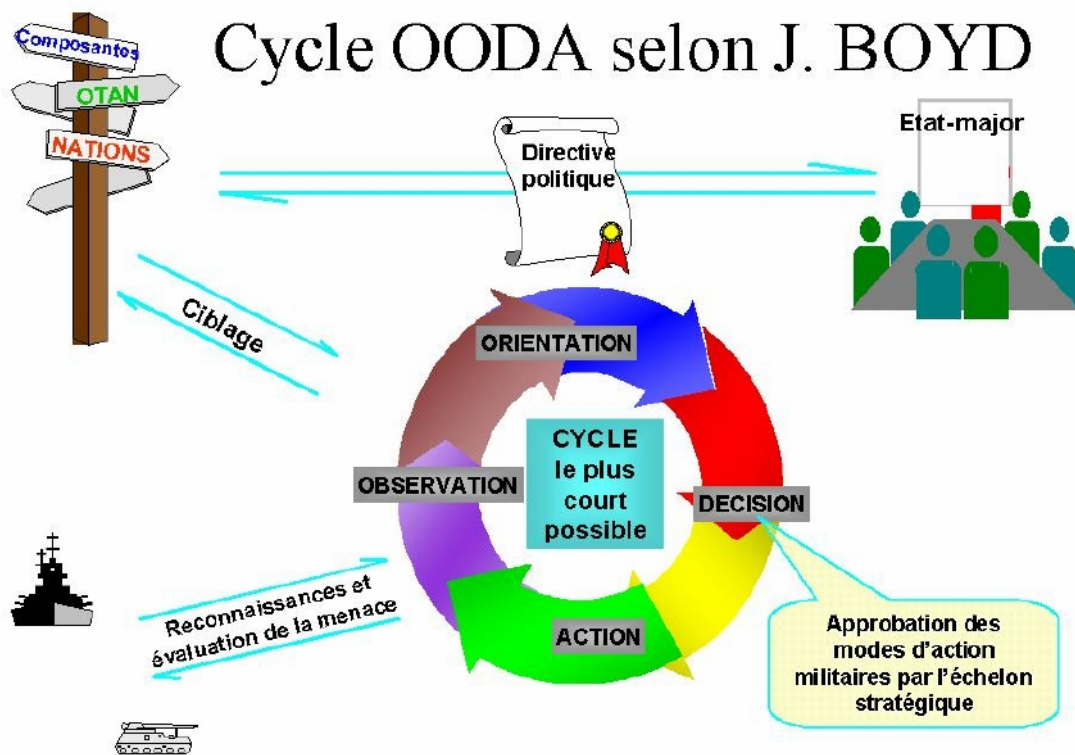 Cycle OODA selon J. BOYD
Composantes
OTAN
NATIONS
Directive
politique
Etat-major
Ciblage
ORIENTATION
CYCLE
le plus
court
possible
OBSERVATION
DECISION
Reconnaissances et
évaluation de la menace
ACTION
Approbation des
modes d'action
militaires par l'échelon
stratégique